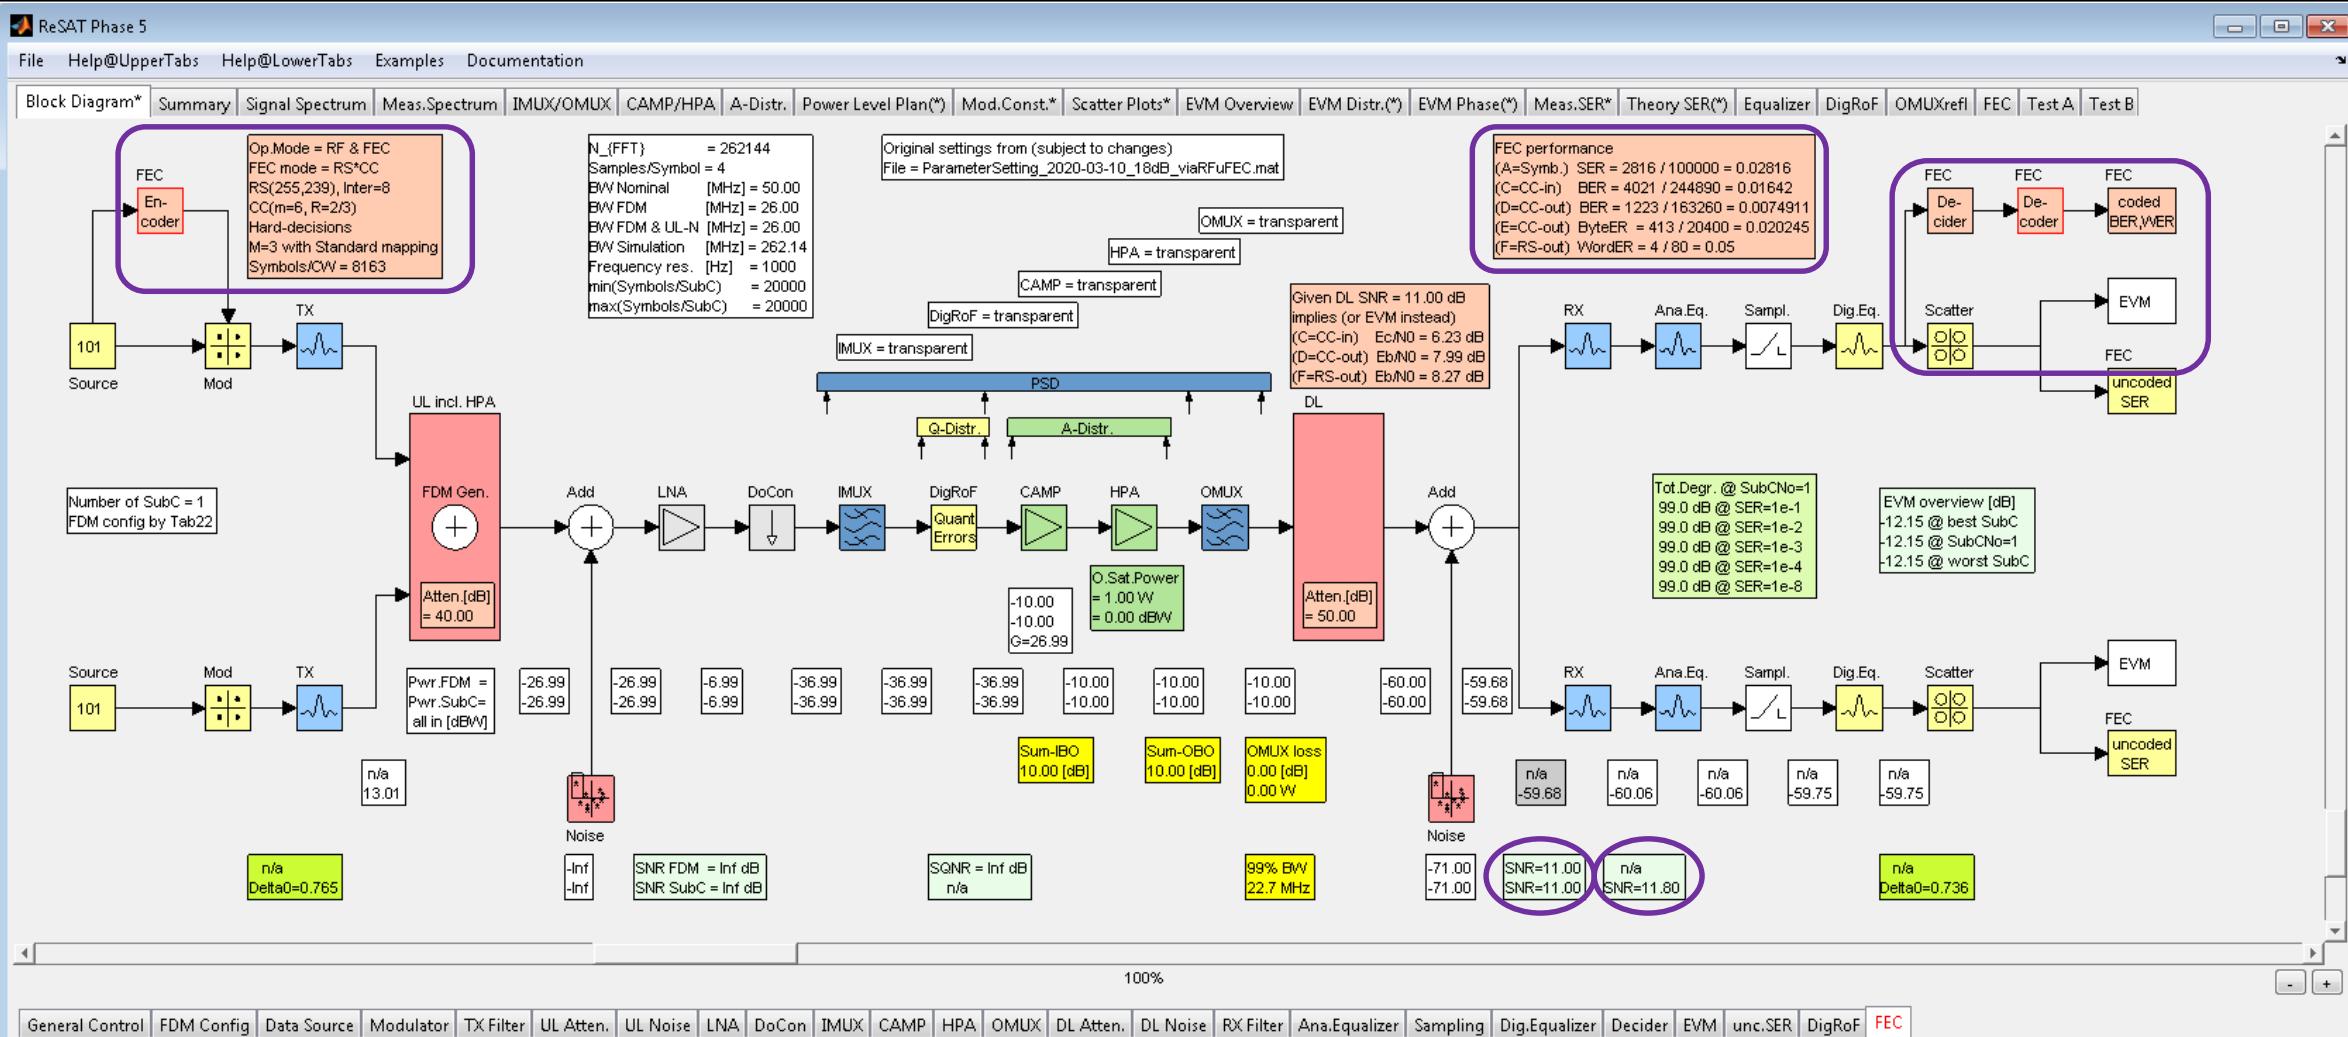 ReSAT Phase 5
File Help@UpperTabs Help@LowerTabs Examples Documentation
Block Diagram* Summary Signal Spectrum Meas.Spectrum IMUX/OMUX CAMP/HPA A-Distr. Power Level Plan(*) Mod.Const.* Scatter Plots* EVM Overview EVM Distr.(*) EVM Phase(*) Meas.SER* Theory SER(*) Equalizer DigRoF OMUXrefl FEC Test A Test B
FEC
En-
coder
Op.Mode = RF & FEC
FEC mode = RS*CC
RS(255,239), Inter=8
CC(m=6, R=2/3)
Hard-decisions
M=3 with Standard mapping
Symbols/CW = 8163
N_{FFT} = 262144
Samples/Symbol = 4
BW Nominal [MHz] = 50.00
BW FDM [MHz] = 26.00
BW FDM & UL-N [MHz] = 26.00
BW Simulation [MHz] = 262.14
Frequency res. [Hz] = 1000
min(Symbols/SubC) = 20000
max(Symbols/SubC) = 20000
Original settings from (subject to changes)
File = ParameterSetting_2020-03-10_18dB_viaRFuFEC.mat
OMUX = transparent
HPA = transparent
CAMP = transparent
DigRoF = transparent
IMUX = transparent
FEC performance
(A=Symb.) SER = 2816 / 100000 = 0.02816
(C=CC-in) BER = 4021 / 244890 = 0.01642
(D=CC-out) BER = 1223 / 163260 = 0.0074911
(E=CC-out) ByteER = 413 / 20400 = 0.020245
(F=RS-out) WordER = 4 / 80 = 0.05
Given DL SNR = 11.00 dB
implies (or EVM instead)
(C=CC-in) Ec/N0 = 6.23 dB
(D=CC-out) Eb/N0 = 7.99 dB
(F=RS-out) Eb/N0 = 8.27 dB
FEC FEC FEC
De-
cider
De-
coder
coded
BER,WER
101
Source
Mod
TX
RX
Ana.Eq.
Sampl.
Dig.Eq.
Scatter
EVM
FEC
uncoded
SER
PSD
Q-Distr.
A-Distr.
UL incl. HPA
FDM Gen.
Atten.[dB]
= 40.00
DL
Atten.[dB]
= 50.00
Number of SubC = 1
FDM config by Tab22
Add
LNA
DoCon
IMUX
DigRoF
Quant
Errors
CAMP
HPA
OMUX
Add
Tot.Degr. @ SubCNo=1
99.0 dB @ SER=1e-1
99.0 dB @ SER=1e-2
99.0 dB @ SER=1e-3
99.0 dB @ SER=1e-4
99.0 dB @ SER=1e-8
EVM overview [dB]
-12.15 @ best SubC
-12.15 @ SubCNo=1
-12.15 @ worst SubC
-10.00
-10.00
G=26.99
O.Sat.Power
= 1.00 W
= 0.00 dBW
Source
101
Mod
TX
Pwr.FDM =
Pwr.SubC=
all in [dBW]
-26.99 -26.99 -6.99 -36.99 -36.99 -36.99 -10.00 -10.00 -10.00 -60.00 -59.68
-26.99 -26.99 -6.99 -36.99 -36.99 -36.99 -10.00 -10.00 -10.00 -60.00 -59.68
RX
Ana.Eq.
Sampl.
Dig.Eq.
Scatter
EVM
FEC
uncoded
SER
Sum-IBO
10.00 [dB]
Sum-OBO
10.00 [dB]
OMUX loss
0.00 [dB]
0.00 W
n/a
13.01
Noise
Noise
n/a n/a n/a n/a n/a
-59.68 -60.06 -60.06 -59.75 -59.75
n/a
Delta0=0.765
-Inf
-Inf
SNR FDM = Inf dB
SNR SubC = Inf dB
SQNR = Inf dB
n/a
99% BW
22.7 MHz
-71.00
-71.00
SNR=11.00
SNR=11.00
n/a
SNR=11.80
n/a
Delta0=0.736
100%
- +
General Control FDM Config Data Source Modulator TX Filter UL Atten. UL Noise LNA DoCon IMUX CAMP HPA OMUX DL Atten. DL Noise RX Filter Ana.Equalizer Sampling Dig.Equalizer Decider EVM unc.SER DigRoF FEC